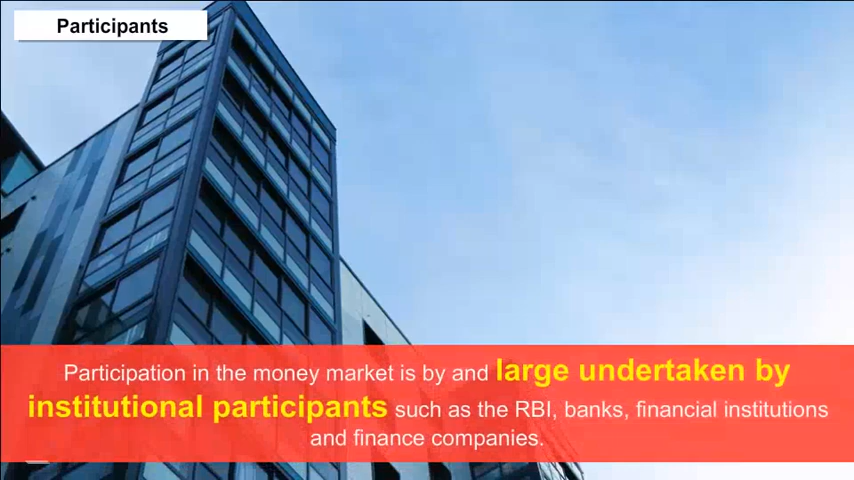 Participants
Participation in the money market is by and large undertaken by
institutional participants such as the RBI, banks, financial institutions
and finance companies.